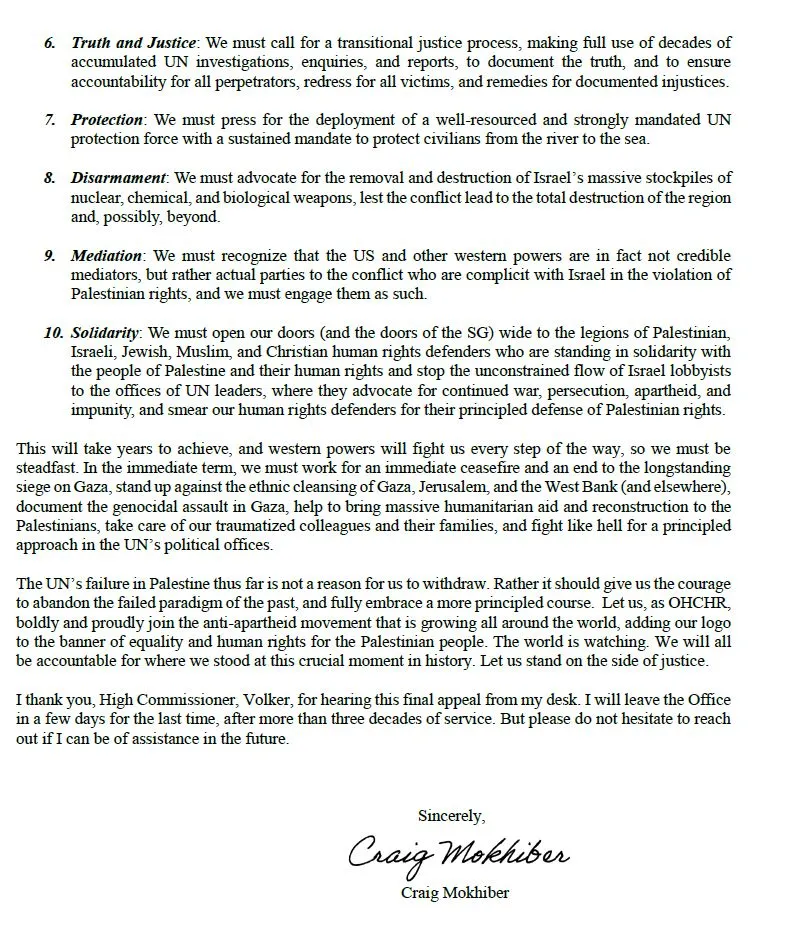 6. Truth and Justice: We must call for a transitional justice process, making full use of decades of
accumulated UN investigations, enquiries, and reports, to document the truth, and to ensure
accountability for all perpetrators, redress for all victims, and remedies for documented injustices.
7. Protection: We must press for the deployment of a well-resourced and strongly mandated UN
protection force with a sustained mandate to protect civilians from the river to the sea.
8. Disarmament: We must advocate for the removal and destruction of Israel's massive stockpiles of
nuclear, chemical, and biological weapons, lest the conflict lead to the total destruction of the region
and, possibly, beyond.
9. Mediation: We must recognize that the US and other western powers are in fact not credible
mediators, but rather actual parties to the conflict who are complicit with Israel in the violation of
Palestinian rights, and we must engage them as such.
10. Solidarity: We must open our doors (and the doors of the SG) wide to the legions of Palestinian,
Israeli, Jewish, Muslim, and Christian human rights defenders who are standing in solidarity with
the people of Palestine and their human rights and stop the unconstrained flow of Israel lobbyists
to the offices of UN leaders, where they advocate for continued war, persecution, apartheid, and
impunity, and smear our human rights defenders for their principled defense of Palestinian rights.
This will take years to achieve, and western powers will fight us every step of the way, so we must be
steadfast. In the immediate term, we must work for an immediate ceasefire and an end to the longstanding
siege on Gaza, stand up against the ethnic cleansing of Gaza, Jerusalem, and the West Bank (and elsewhere),
document the genocidal assault in Gaza, help to bring massive humanitarian aid and reconstruction to the
Palestinians, take care of our traumatized colleagues and their families, and fight like hell for a principled
approach in the UN's political offices.
The UN's failure in Palestine thus far is not a reason for us to withdraw. Rather it should give us the courage
to abandon the failed paradigm of the past, and fully embrace a more principled course. Let us, as OHCHR,
boldly and proudly join the anti-apartheid movement that is growing all around the world, adding our logo
to the banner of equality and human rights for the Palestinian people. The world is watching. We will all
be accountable for where we stood at this crucial moment in history. Let us stand on the side of justice.
I thank you, High Commissioner, Volker, for hearing this final appeal from my desk. I will leave the Office
in a few days for the last time, after more than three decades of service. But please do not hesitate to reach
out if I can be of assistance in the future.
Sincerely,
Craig Mokhiber
Craig Mokhiber